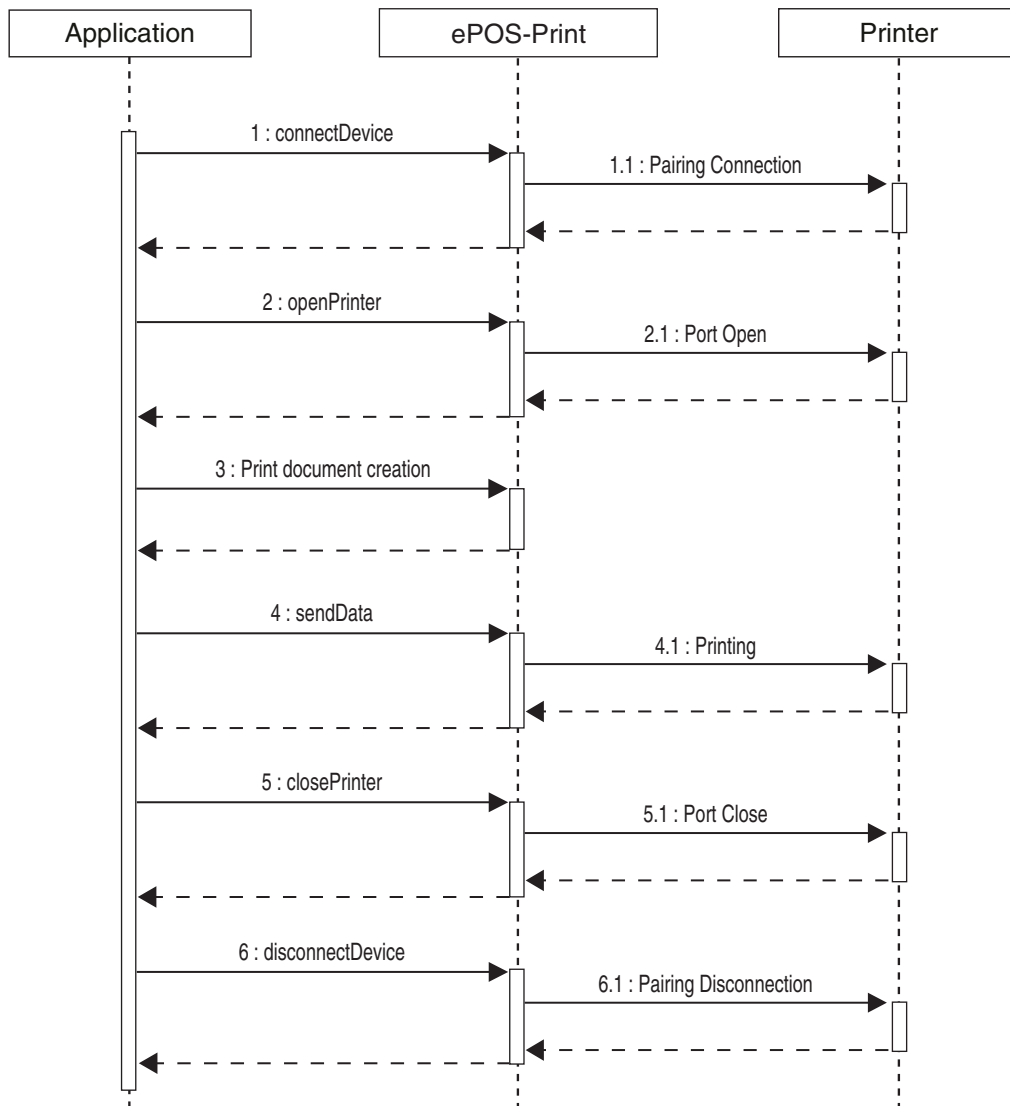 Application
ePOS-Print
Printer
1 : connectDevice
1.1 : Pairing Connection
2 : openPrinter
2.1 : Port Open
3 : Print document creation
4 : sendData
4.1 : Printing
5 : closePrinter
5.1 : Port Close
6 : disconnectDevice
6.1 : Pairing Disconnection